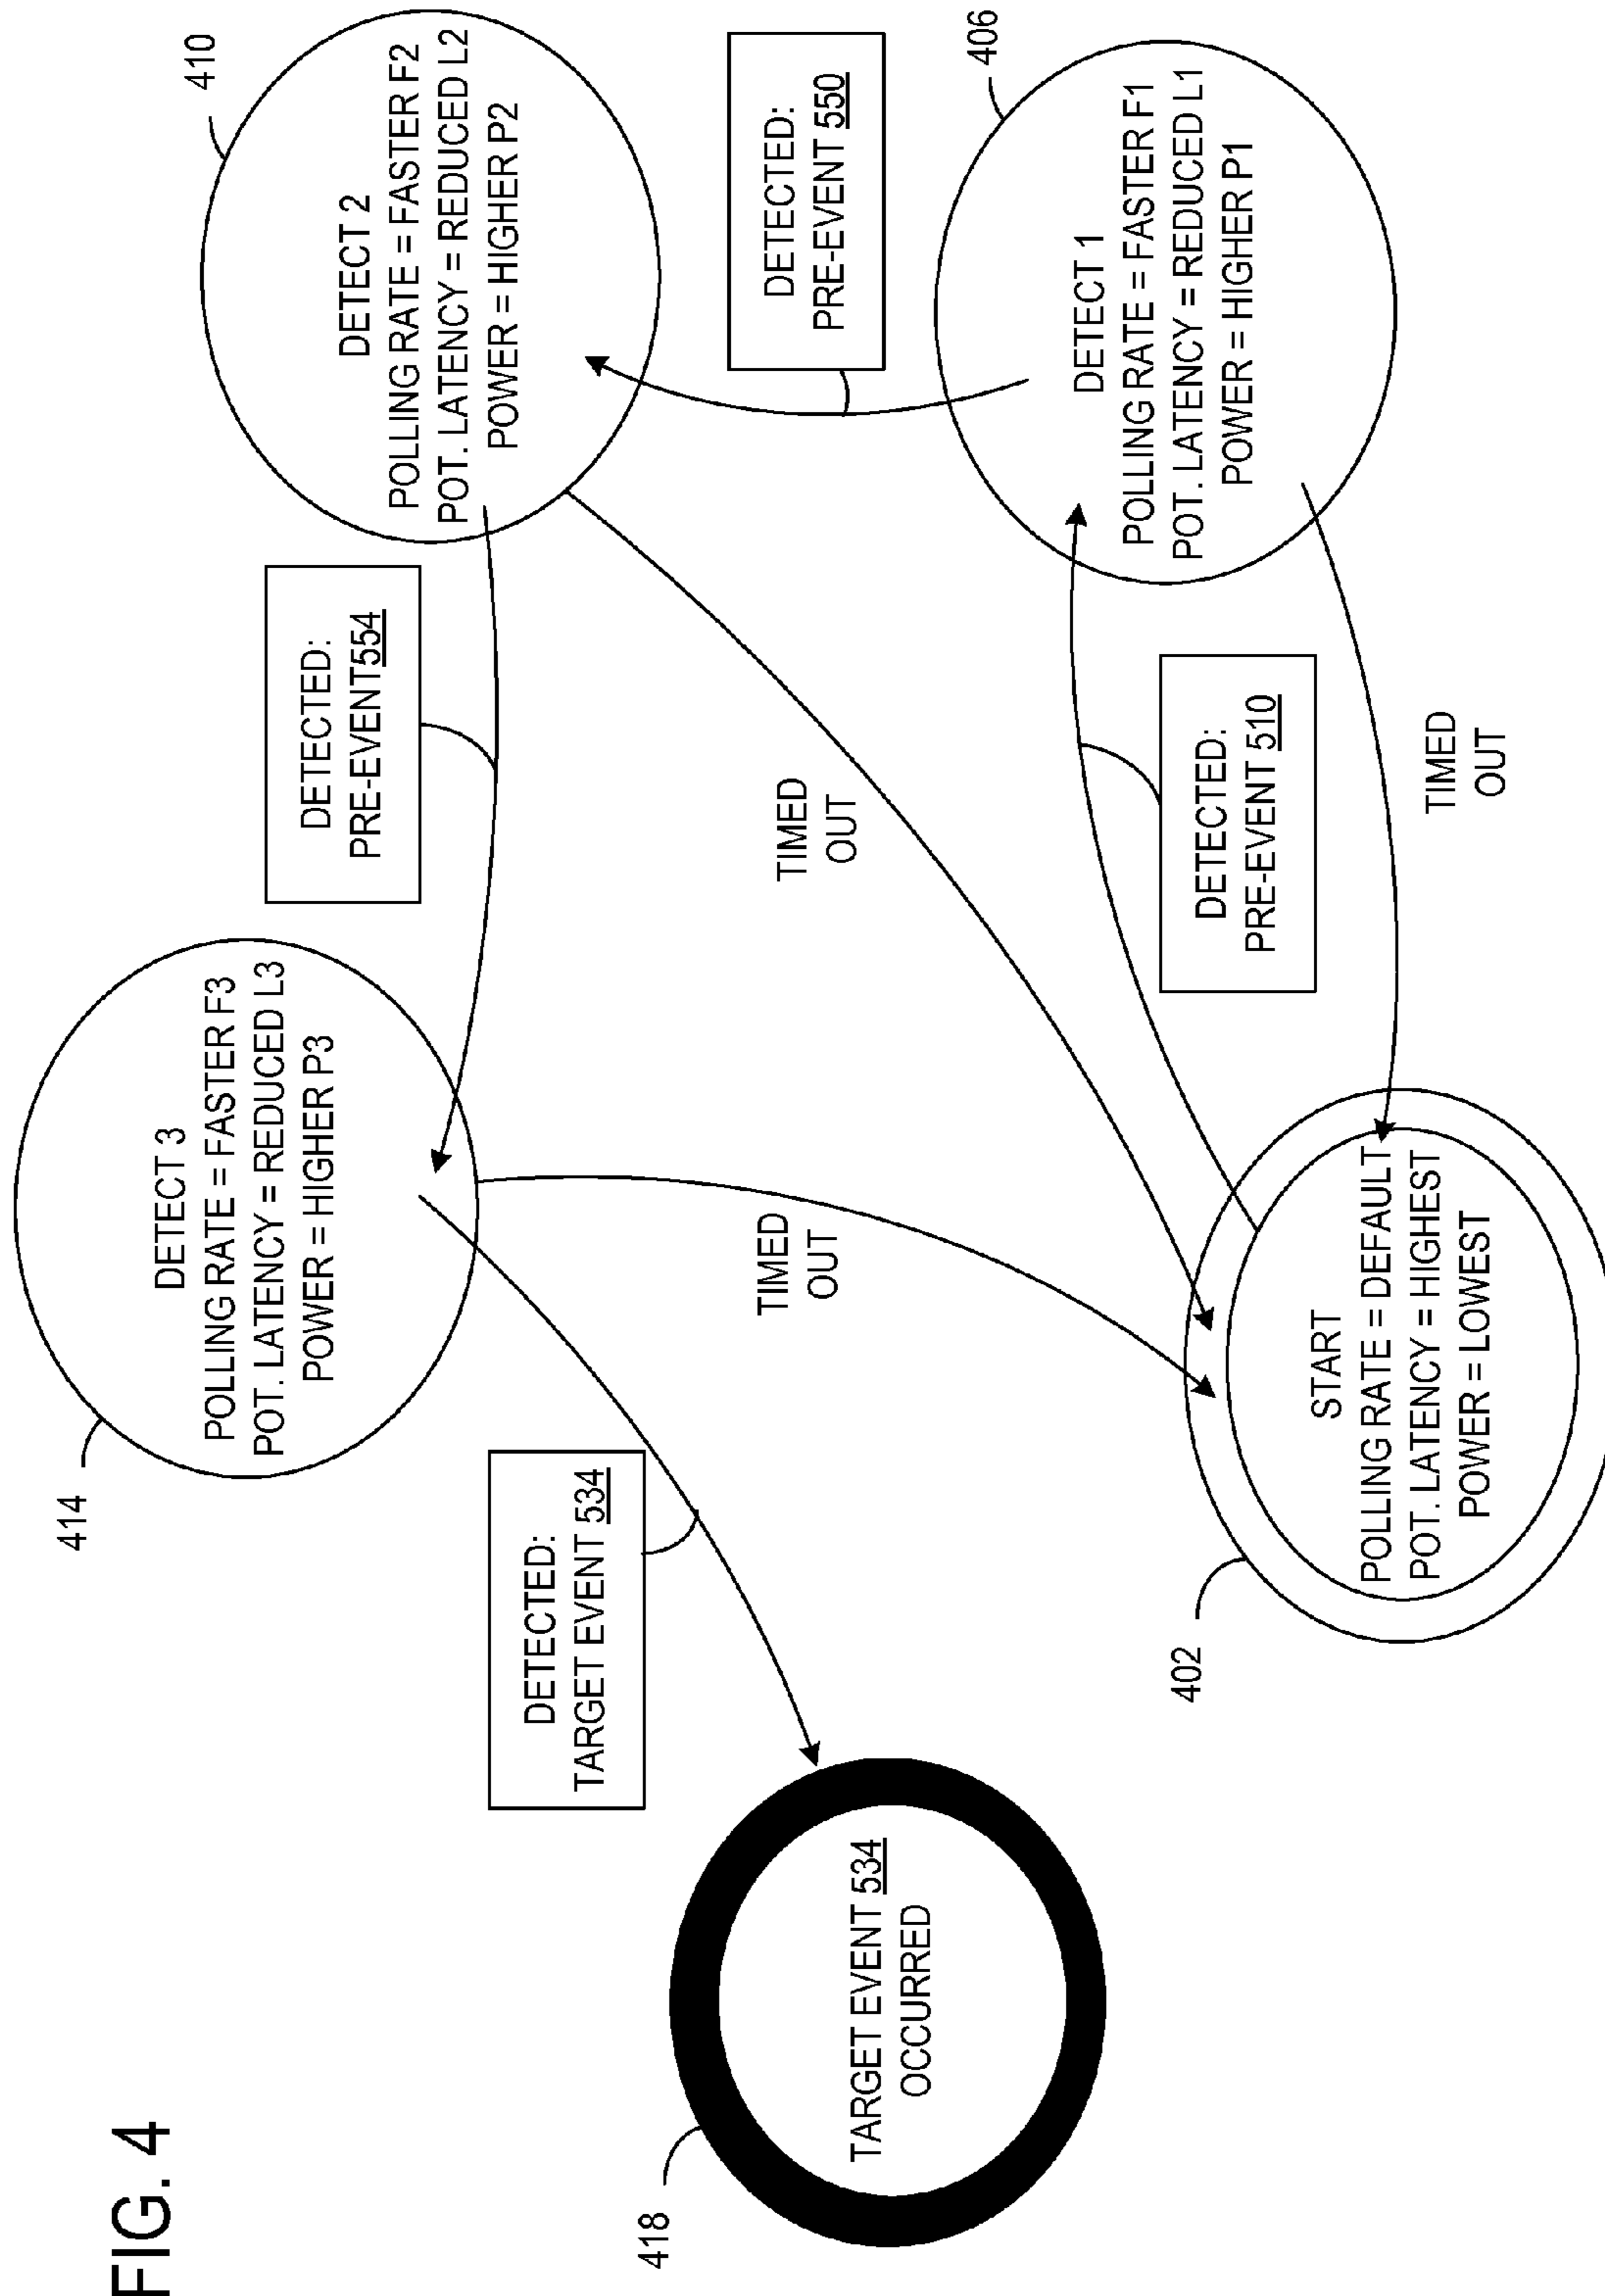 FIG. 4
414
DETECT 3
POLLING RATE = FASTER F3
POT. LATENCY = REDUCED L3
POWER = HIGHER P3
DETECTED:
PRE-EVENT554
410
DETECT 2
POLLING RATE = FASTER F2
POT. LATENCY = REDUCED L2
POWER = HIGHER P2
DETECTED:
TARGET EVENT 534
TIMED
OUT
TIMED
OUT
DETECTED:
PRE-EVENT 550
418
TARGET EVENT 534
OCCURRED
402
START
POLLING RATE = DEFAULT
POT. LATENCY = HIGHEST
POWER = LOWEST
DETECTED:
PRE-EVENT 510
TIMED
OUT
406
DETECT 1
POLLING RATE = FASTER F1
POT. LATENCY = REDUCED L1
POWER = HIGHER P1